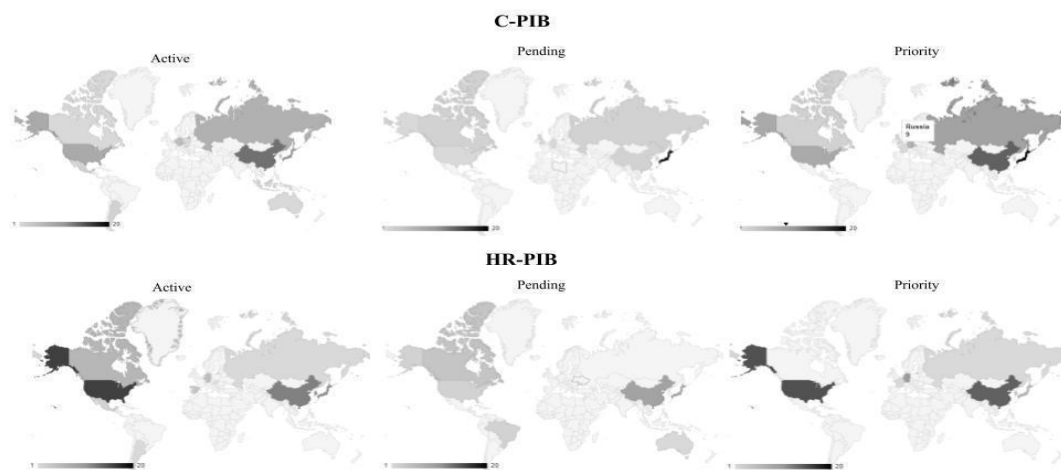 C-PIB
Active
Pending
Priority
Russia
9
1 20
1 20
1 20
HR-PIB
Active
Pending
Priority
1 20
1 20
1 20